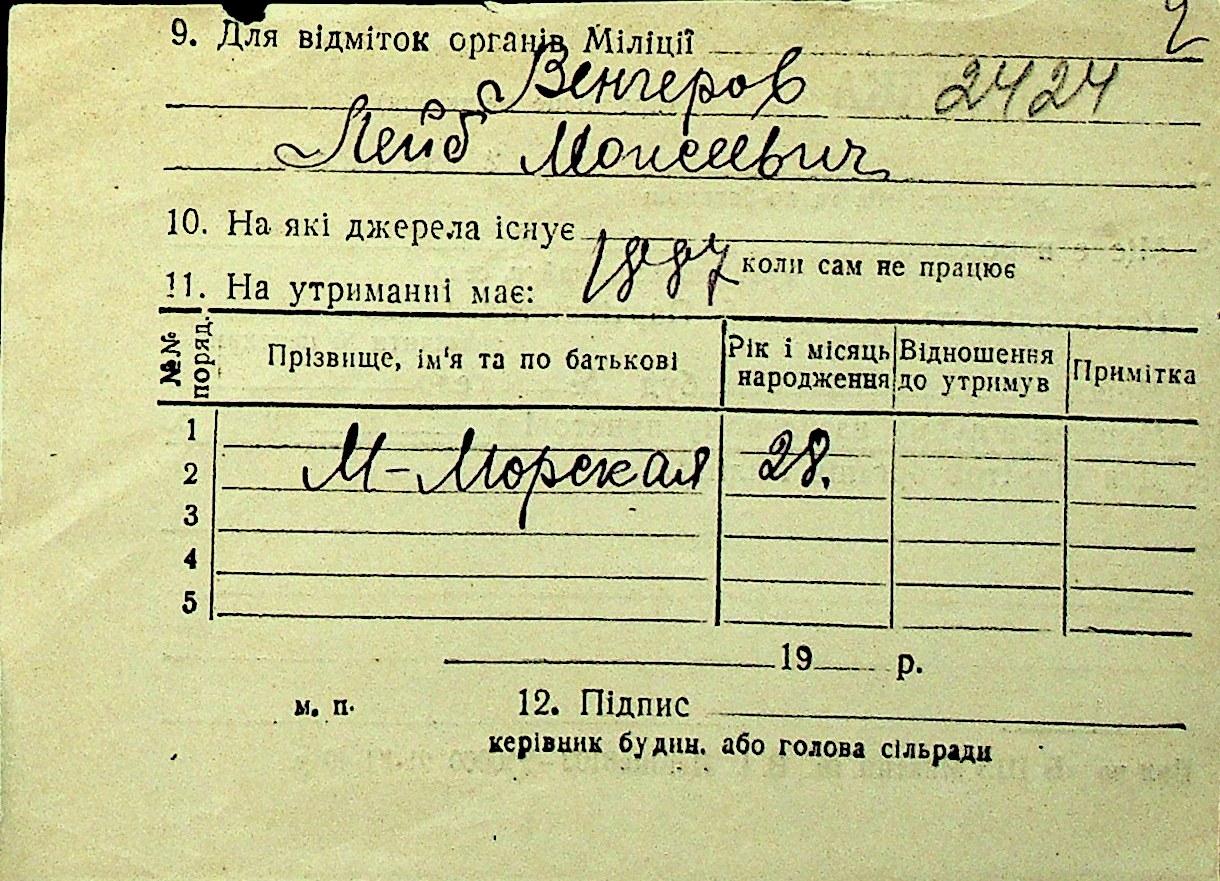 9. Для відміток органів Міліції 2
Венгеров 2424
Лейб Моисеевич
10. На які джерела існує
коли сам не працює
11. На утриманні має:
№№ поряд. Прізвище, ім'я та по батькові Рік і місяць народження Відношення до утримув Примітка
1
2 М-Морская 28.
3
4
5
19 р.
м. п. 12. Підпис
керівник будин. або голова сільради